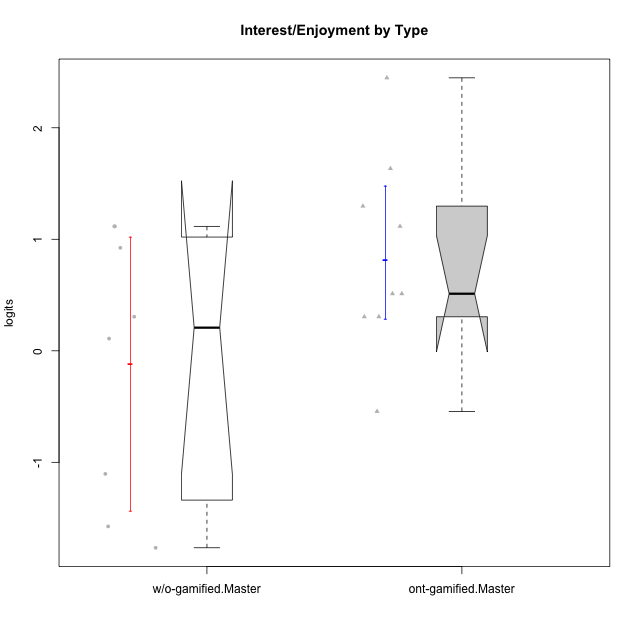 Interest/Enjoyment by Type
logits
2
1
0
-1
w/o-gamified.Master
ont-gamified.Master